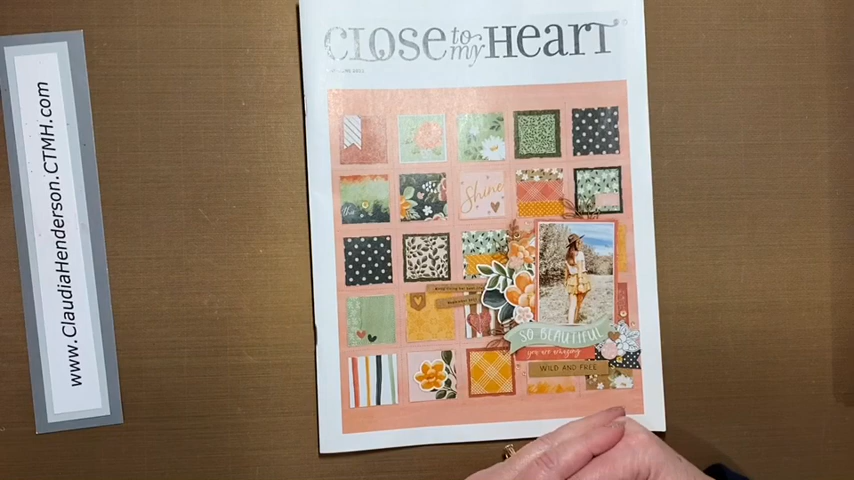 www.ClaudiaHenderson.CTMH.com
CLOSE to my HEART
Shine
SO BEAUTIFUL
you are amazing
WILD AND FREE